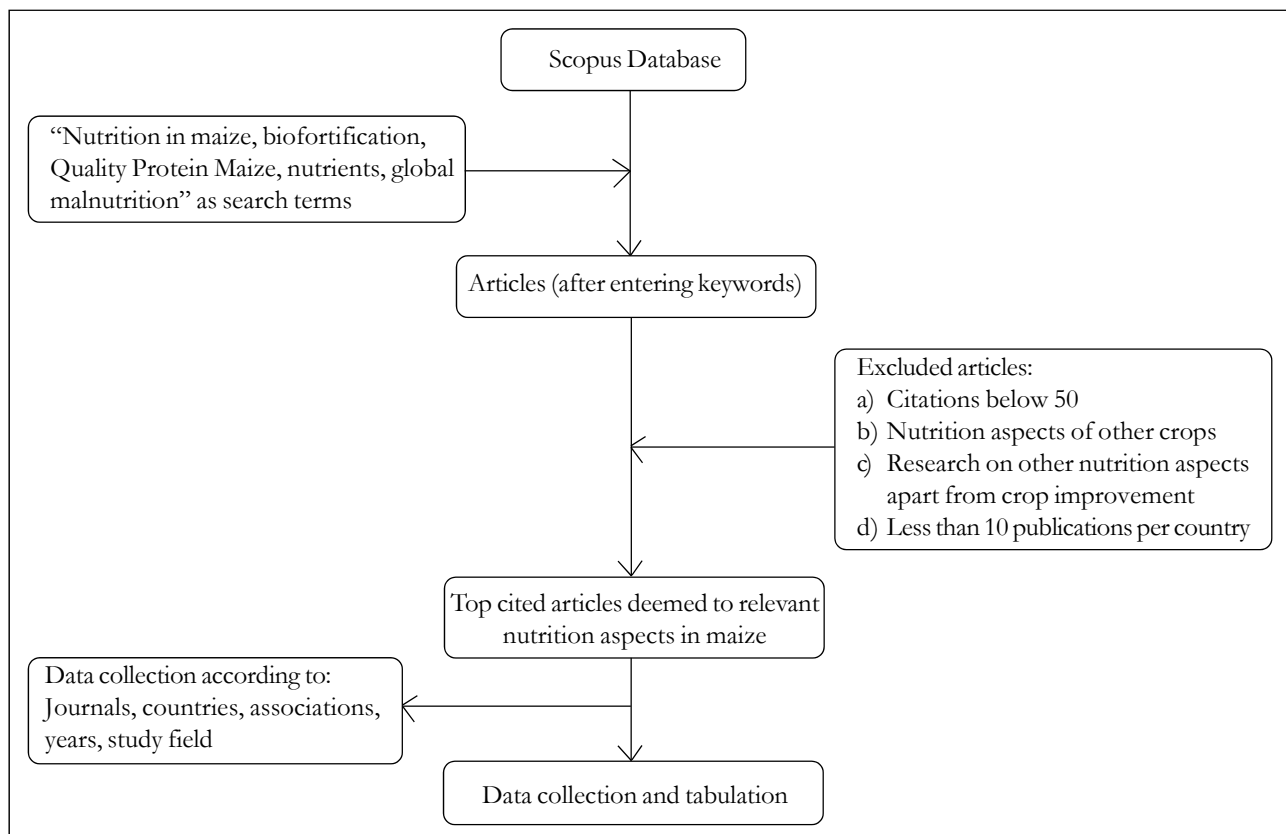 Scopus Database
“Nutrition in maize, biofortification,
Quality Protein Maize, nutrients, global
malnutrition” as search terms
Articles (after entering keywords)
Excluded articles:
a) Citations below 50
b) Nutrition aspects of other crops
c) Research on other nutrition aspects
apart from crop improvement
d) Less than 10 publications per country
Top cited articles deemed to relevant
nutrition aspects in maize
Data collection according to:
Journals, countries, associations,
years, study field
Data collection and tabulation